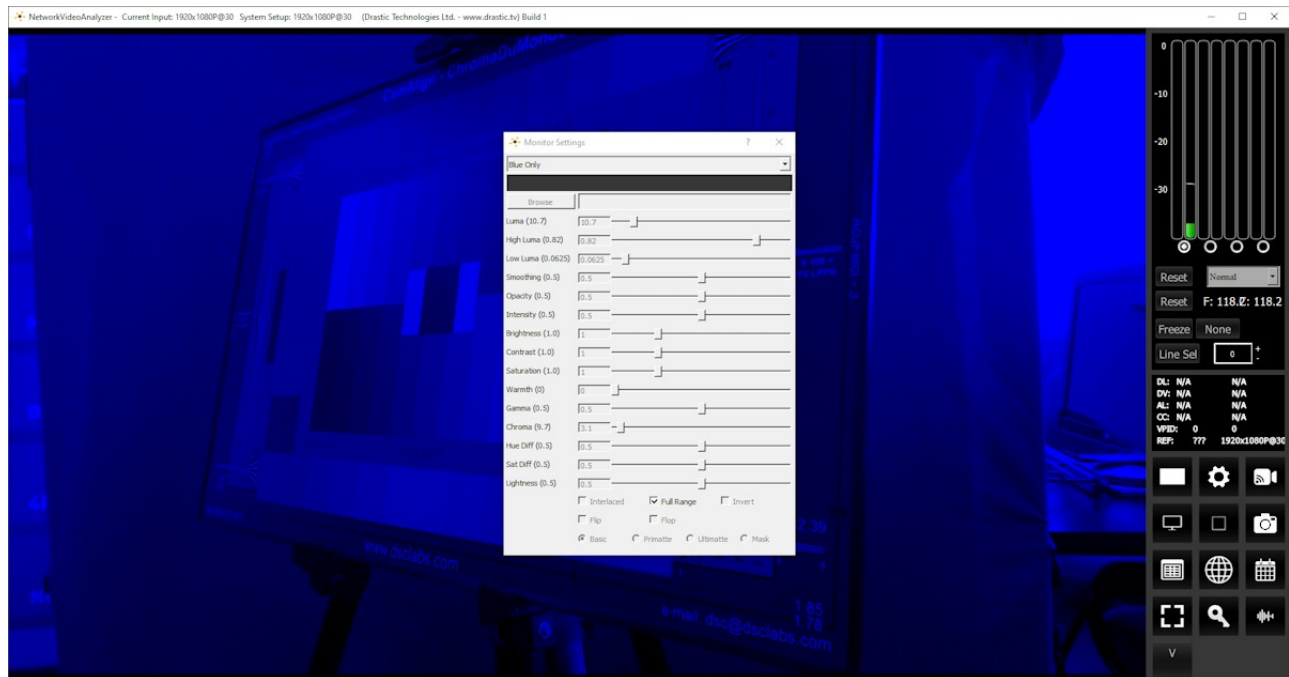 NetworkVideoAnalyzer - Current Input: 1920x1080P@30 System Setup: 1920x1080P@30 (Drastic Technologies Ltd. - www.drastic.tv) Build 1
CamAlign - ChromaDuMonde
www.dsclabs.com
2.39
1.85
1.78
e-mail: dsc@dsclabs.com
Monitor Settings
Blue Only
Browse
Luma (10.7) 10.7
High Luma (0.82) 0.82
Low Luma (0.0625) 0.0625
Smoothing (0.5) 0.5
Opacity (0.5) 0.5
Intensity (0.5) 0.5
Brightness (1.0) 1
Contrast (1.0) 1
Saturation (1.0) 1
Warmth (0) 0
Gamma (0.5) 0.5
Chroma (9.7) 3.1
Hue Diff (0.5) 0.5
Sat Diff (0.5) 0.5
Lightness (0.5) 0.5
Interlaced Full Range Invert
Flip Flop
Basic Primatte Ultimatte Mask
0
-10
-20
-30
Reset Normal
Reset F: 118.2: 118.2
Freeze None
Line Sel 0 + -
DL: N/A N/A
DV: N/A N/A
AL: N/A N/A
CC: N/A N/A
VPID: 0 0
REF: ??? 1920x1080P@30
V